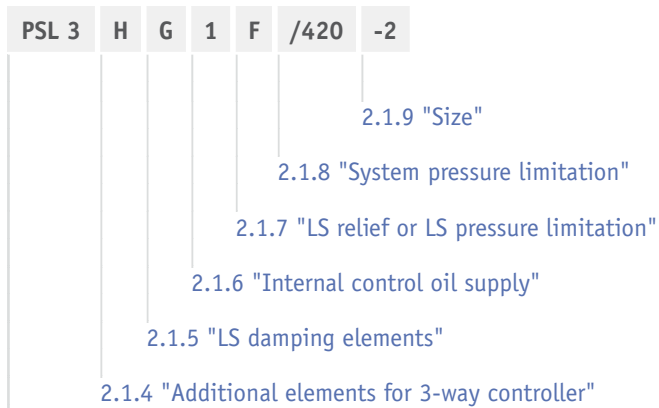 PSL 3 H G 1 F /420 -2
2.1.9 "Size"
2.1.8 "System pressure limitation"
2.1.7 "LS relief or LS pressure limitation"
2.1.6 "Internal control oil supply"
2.1.5 "LS damping elements"
2.1.4 "Additional elements for 3-way controller"